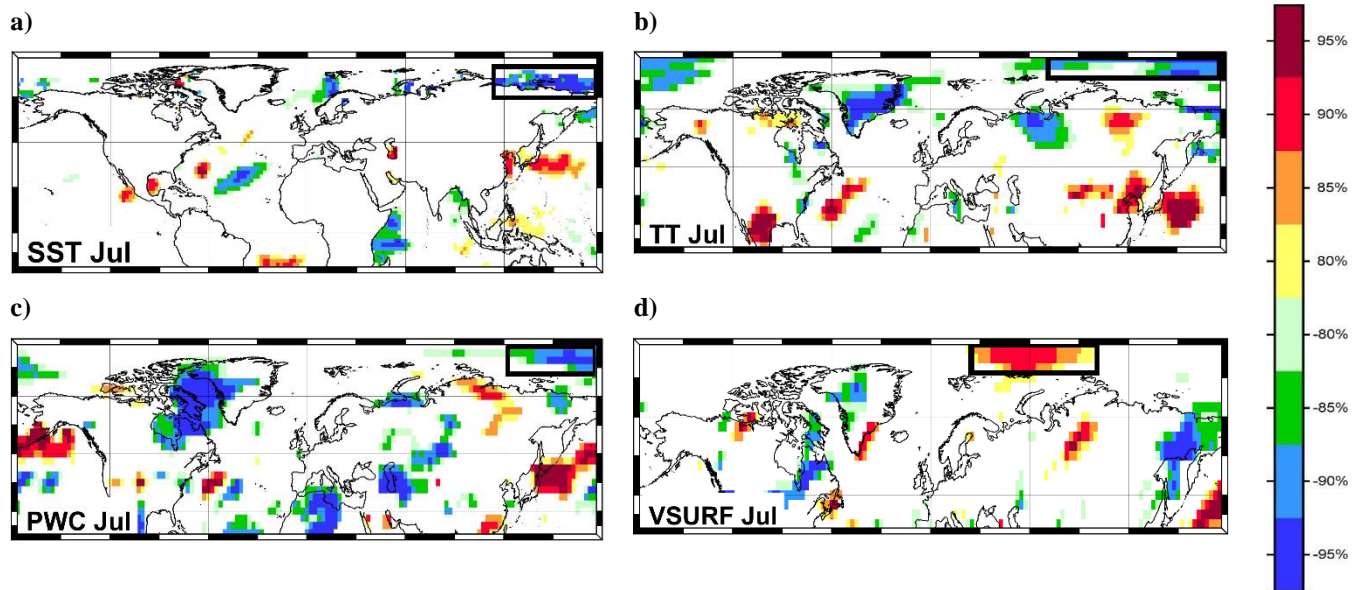 a)
b)
SST Jul
TT Jul
c)
d)
PWC Jul
VSURF Jul
95%
90%
85%
80%
-80%
-85%
-90%
-95%